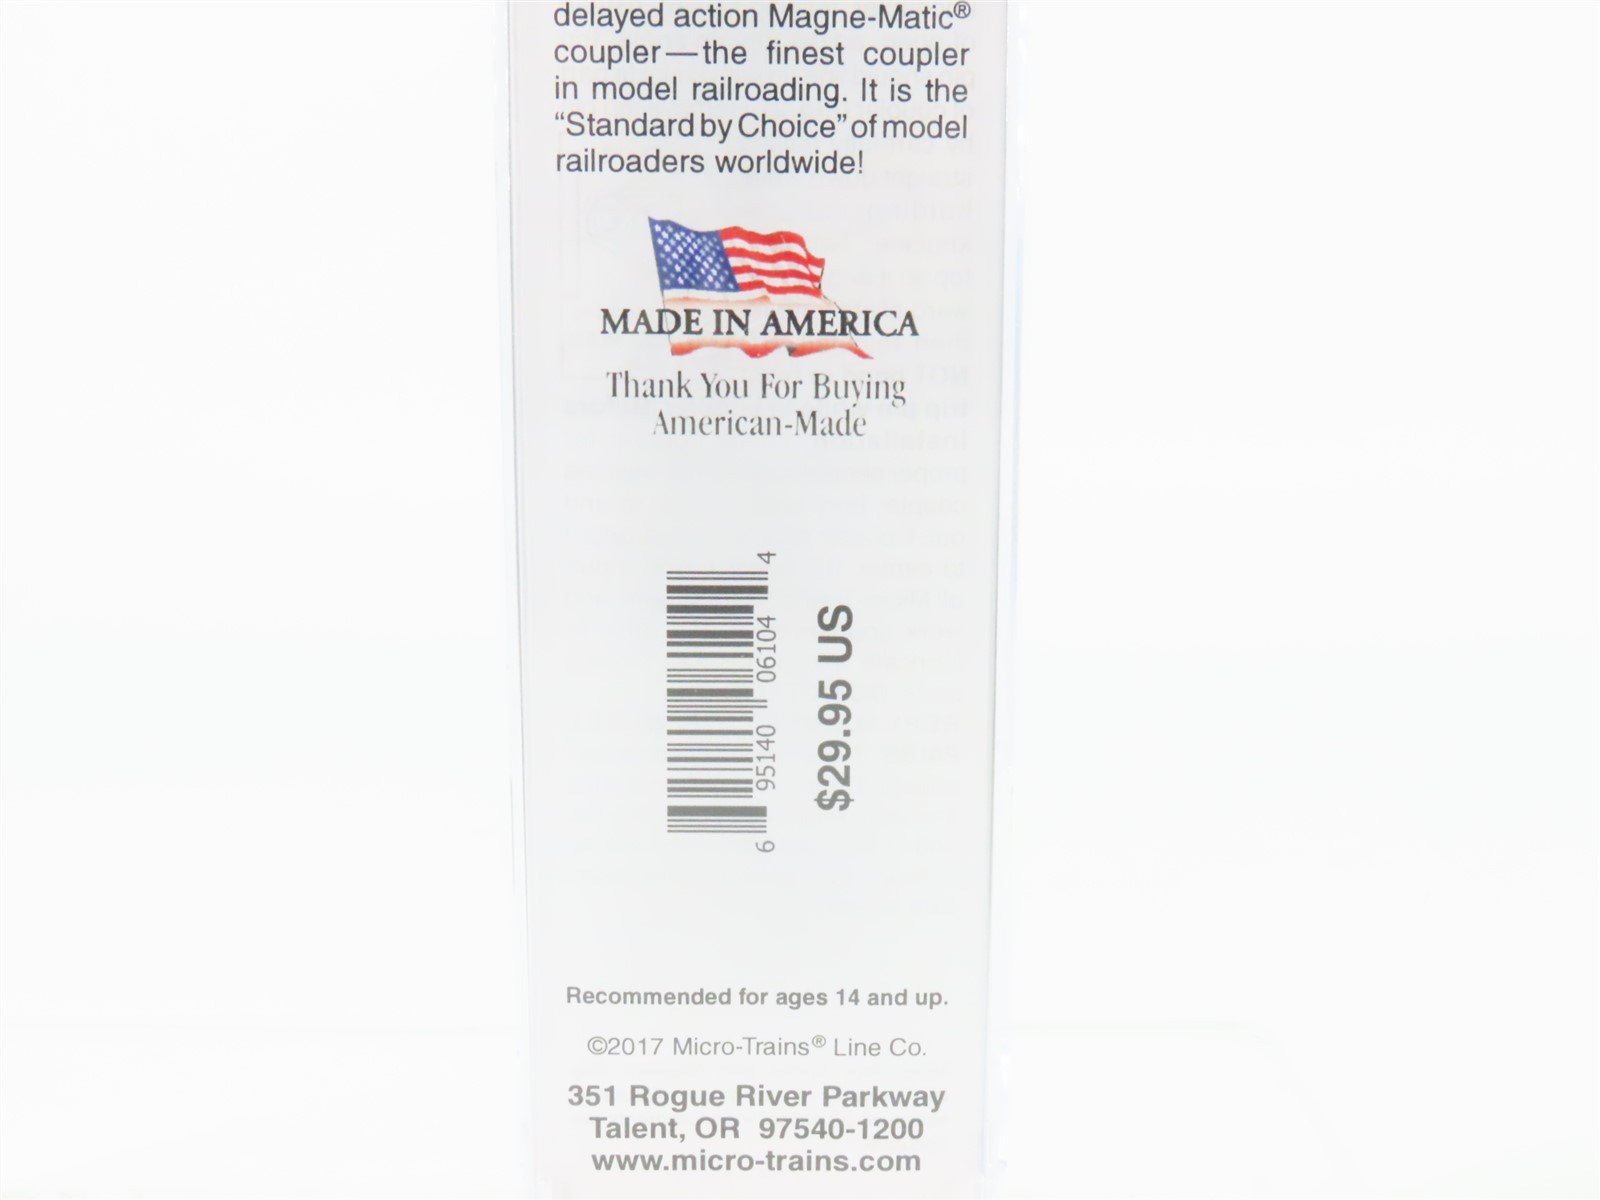 delayed action Magne-Matic®
coupler—the finest coupler
in model railroading. It is the
“Standard by Choice” of model
railroaders worldwide!
MADE IN AMERICA
Thank You For Buying
American-Made
6 95140 06104 4
$29.95 US
Recommended for ages 14 and up.
©2017 Micro-Trains® Line Co.
351 Rogue River Parkway
Talent, OR 97540-1200
www.micro-trains.com